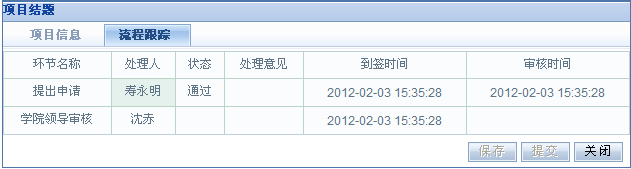 项目结题
项目信息 流程跟踪
环节名称 处理人 状态 处理意见 到签时间 审核时间
提出申请 寿永明 通过 2012-02-03 15:35:28 2012-02-03 15:35:28
学院领导审核 沈赤 2012-02-03 15:35:28
保存 提交 关闭